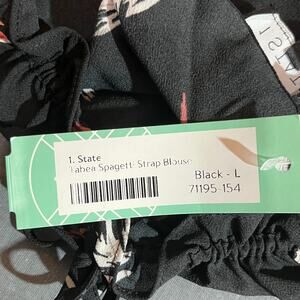 1. State
Tabea Spagetti Strap Blouse
Black - L
71195-154